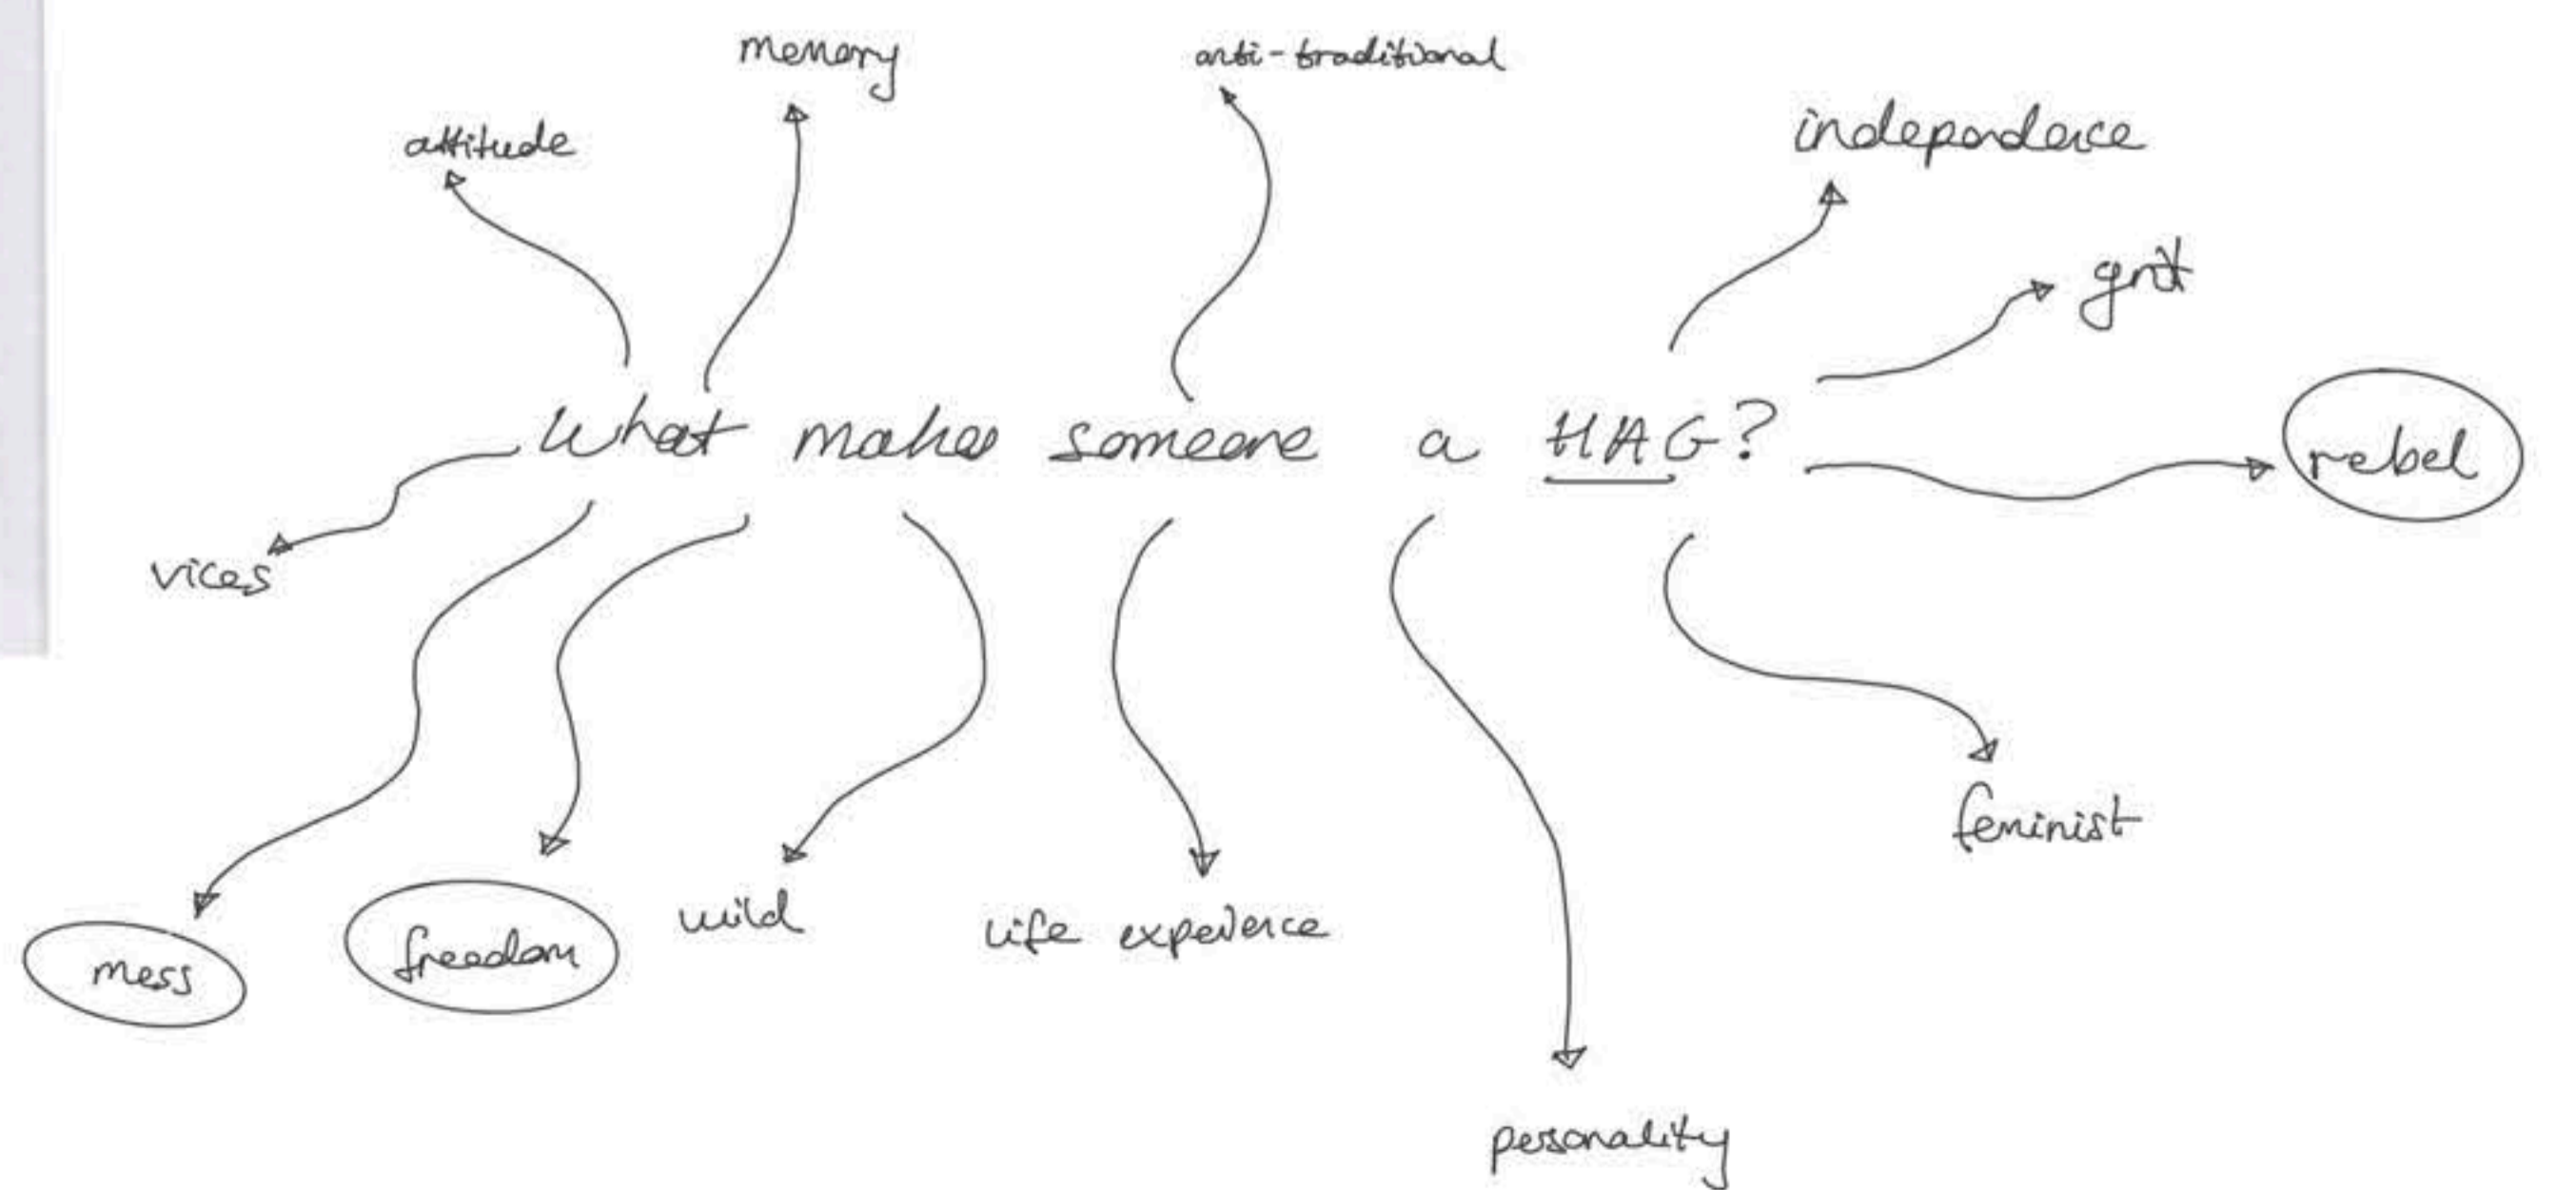 memory
anti-traditional
attitude
independence
grit
What makes someone a HAG?
rebel
vices
feminist
mess
freedom
wild
life experience
personality